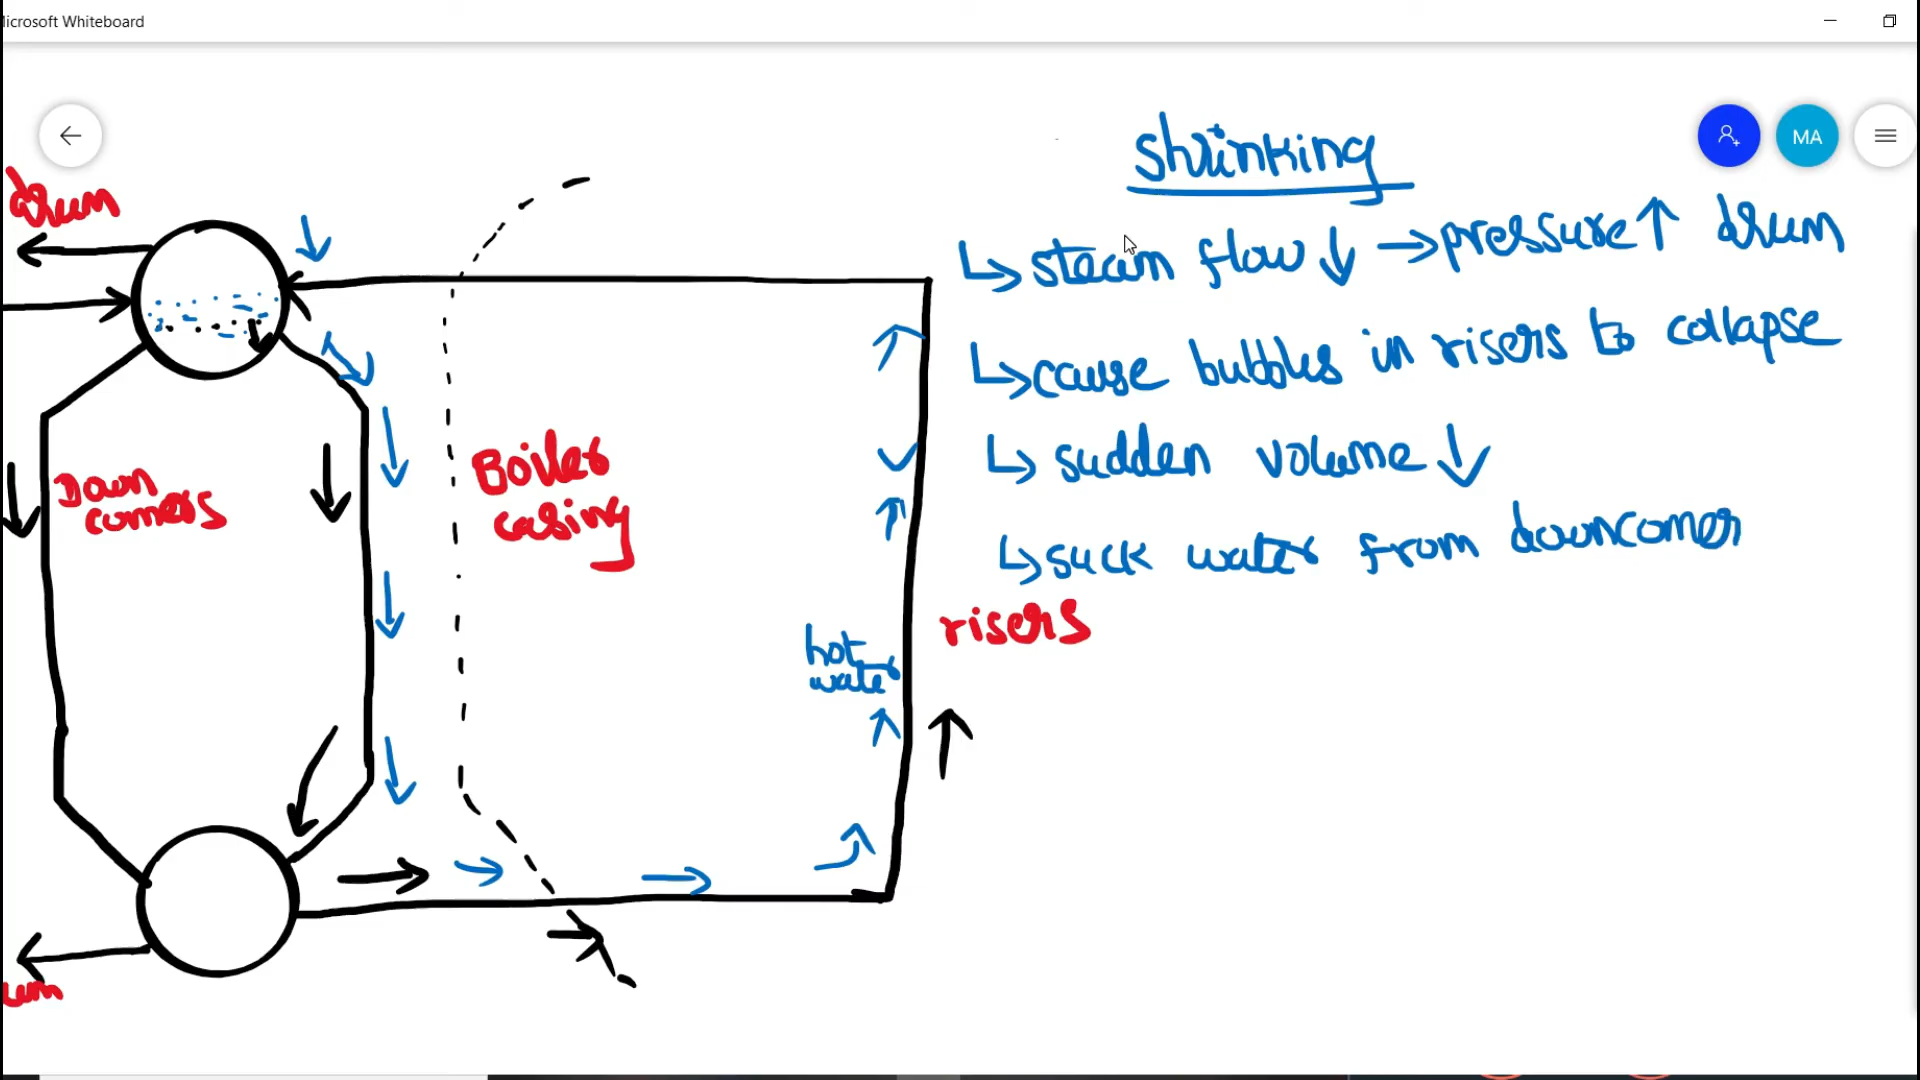 Microsoft Whiteboard
MA
shrinking
steam flow ↓ → pressure ↑ drum
cause bubbles in risers to collapse
sudden volume ↓
suck water from downcomer
drum
Down
comers
Boiler
casing
hot
water
risers